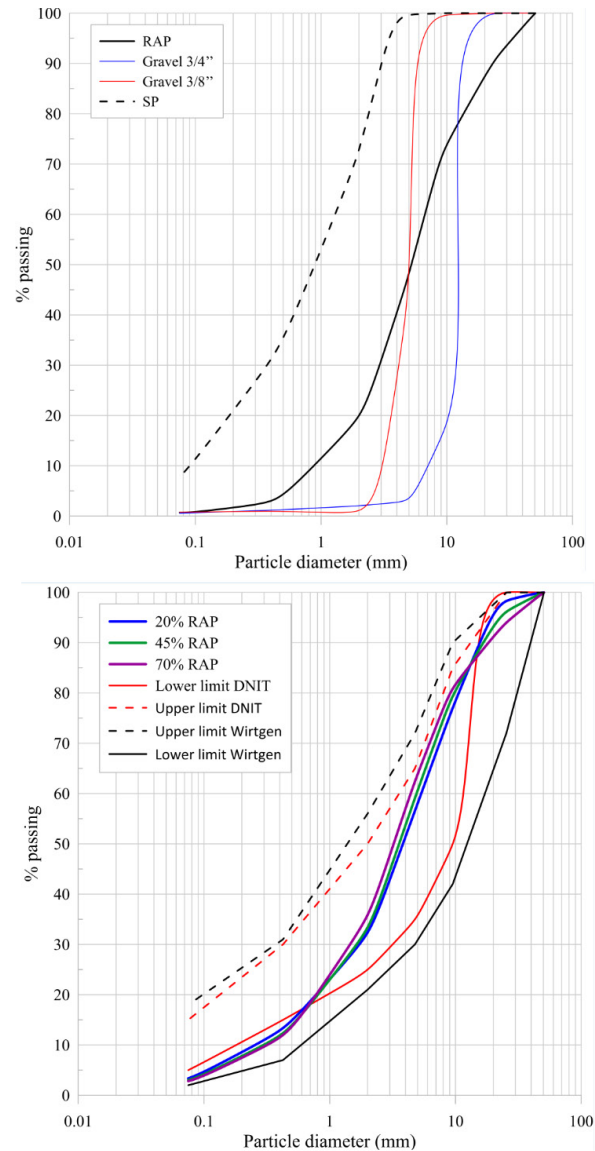 100
90
80
70
60
50
40
30
20
10
0
% passing
RAP
Gravel 3/4’’
Gravel 3/8’’
SP
0.01 0.1 1 10 100
Particle diameter (mm)
100
90
80
70
60
50
40
30
20
10
0
% passing
20% RAP
45% RAP
70% RAP
Lower limit DNIT
Upper limit DNIT
Upper limit Wirtgen
Lower limit Wirtgen
0.01 0.1 1 10 100
Particle diameter (mm)